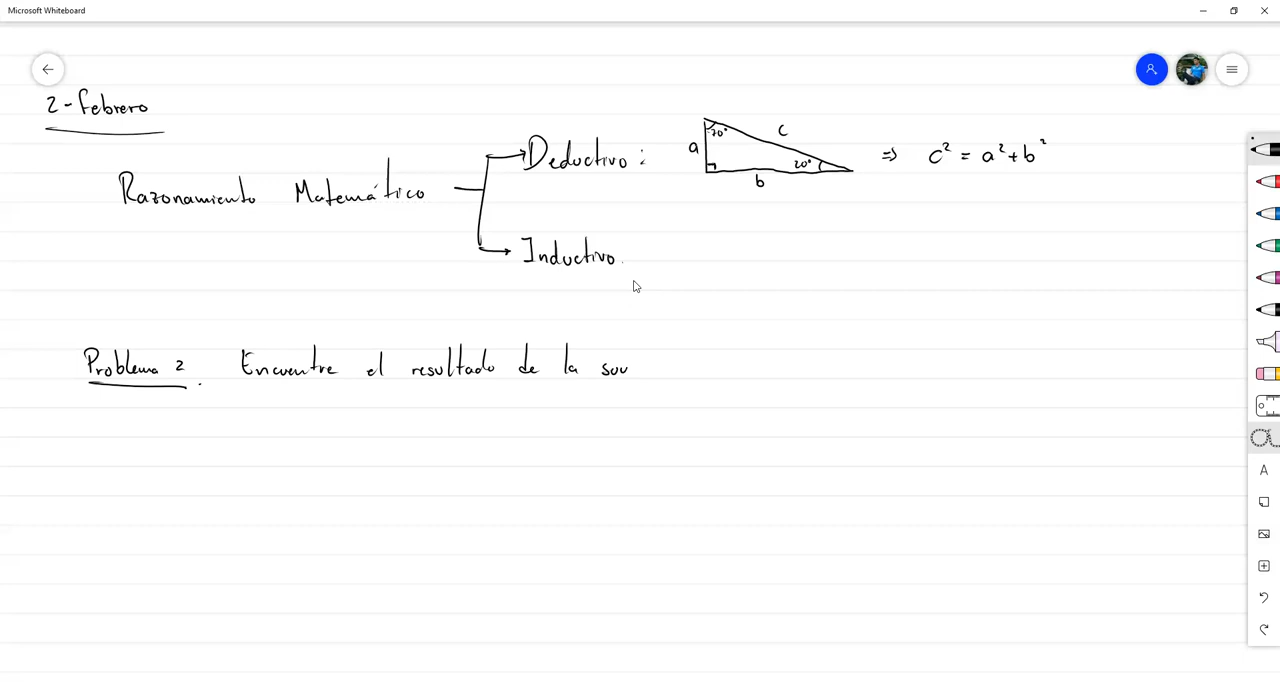 Microsoft Whiteboard
2-febrero
Razonamiento Matemático
Deductivo:
a 70° c 20° b
⇒ c² = a² + b²
Inductivo.
Problema 2. Encuentre el resultado de la
A